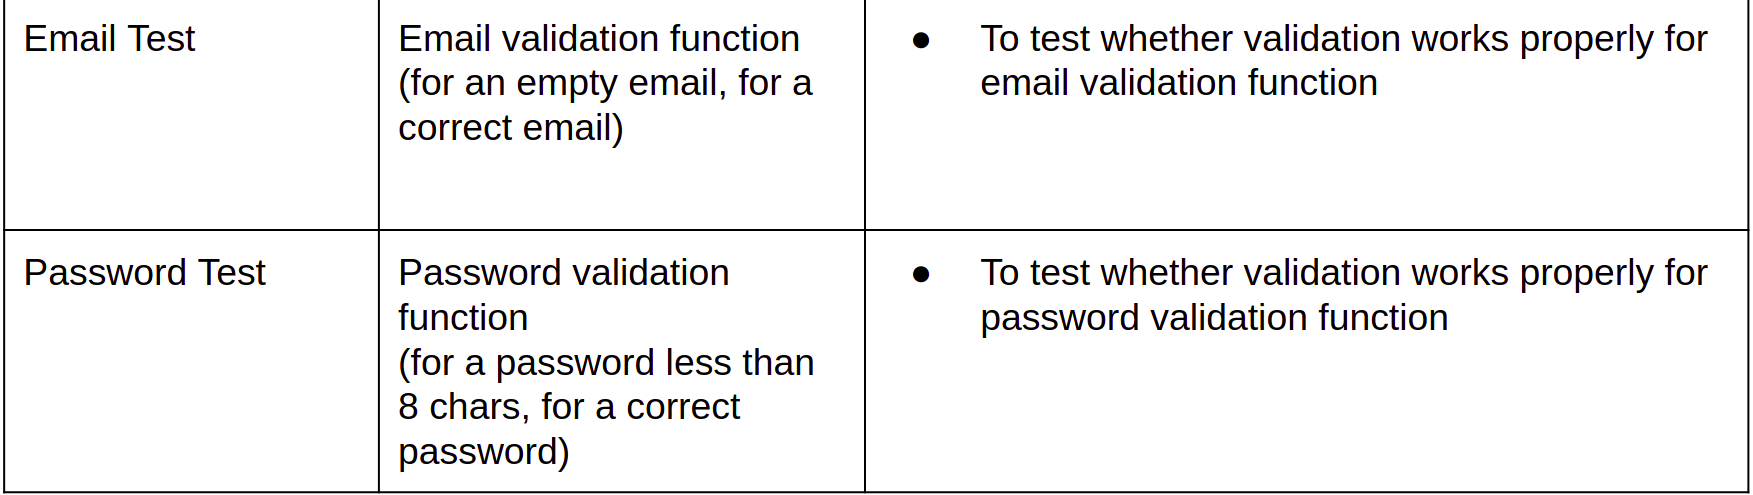 Email Test
Email validation function
(for an empty email, for a
correct email)
● To test whether validation works properly for
email validation function
Password Test
Password validation
function
(for a password less than
8 chars, for a correct
password)
● To test whether validation works properly for
password validation function